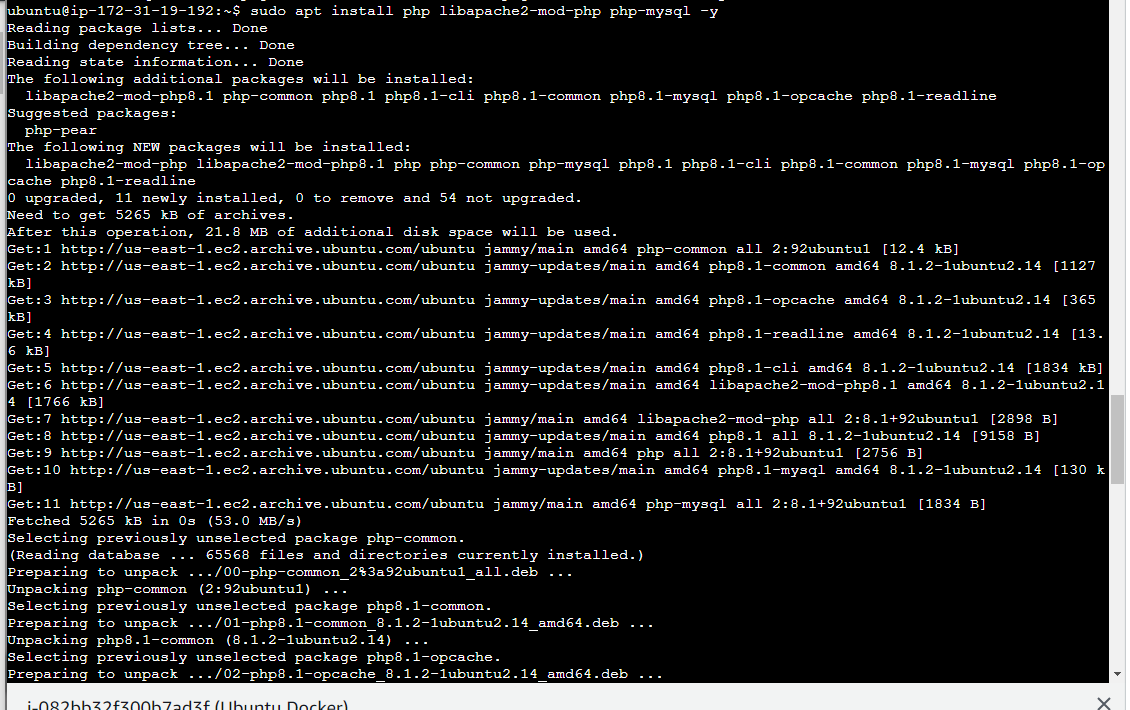 ubuntu@ip-172-31-19-192:~$ sudo apt install php libapache2-mod-php php-mysql -y
Reading package lists... Done
Building dependency tree... Done
Reading state information... Done
The following additional packages will be installed:
  libapache2-mod-php8.1 php-common php8.1 php8.1-cli php8.1-common php8.1-mysql php8.1-opcache php8.1-readline
Suggested packages:
  php-pear
The following NEW packages will be installed:
  libapache2-mod-php libapache2-mod-php8.1 php php-common php-mysql php8.1 php8.1-cli php8.1-common php8.1-mysql php8.1-op
cache php8.1-readline
0 upgraded, 11 newly installed, 0 to remove and 54 not upgraded.
Need to get 5265 kB of archives.
After this operation, 21.8 MB of additional disk space will be used.
Get:1 http://us-east-1.ec2.archive.ubuntu.com/ubuntu jammy/main amd64 php-common all 2:92ubuntu1 [12.4 kB]
Get:2 http://us-east-1.ec2.archive.ubuntu.com/ubuntu jammy-updates/main amd64 php8.1-common amd64 8.1.2-1ubuntu2.14 [1127
kB]
Get:3 http://us-east-1.ec2.archive.ubuntu.com/ubuntu jammy-updates/main amd64 php8.1-opcache amd64 8.1.2-1ubuntu2.14 [365
kB]
Get:4 http://us-east-1.ec2.archive.ubuntu.com/ubuntu jammy-updates/main amd64 php8.1-readline amd64 8.1.2-1ubuntu2.14 [13.
6 kB]
Get:5 http://us-east-1.ec2.archive.ubuntu.com/ubuntu jammy-updates/main amd64 php8.1-cli amd64 8.1.2-1ubuntu2.14 [1834 kB]
Get:6 http://us-east-1.ec2.archive.ubuntu.com/ubuntu jammy-updates/main amd64 libapache2-mod-php8.1 amd64 8.1.2-1ubuntu2.1
4 [1766 kB]
Get:7 http://us-east-1.ec2.archive.ubuntu.com/ubuntu jammy/main amd64 libapache2-mod-php all 2:8.1+92ubuntu1 [2898 B]
Get:8 http://us-east-1.ec2.archive.ubuntu.com/ubuntu jammy-updates/main amd64 php8.1 all 8.1.2-1ubuntu2.14 [9158 B]
Get:9 http://us-east-1.ec2.archive.ubuntu.com/ubuntu jammy/main amd64 php all 2:8.1+92ubuntu1 [2756 B]
Get:10 http://us-east-1.ec2.archive.ubuntu.com/ubuntu jammy-updates/main amd64 php8.1-mysql amd64 8.1.2-1ubuntu2.14 [130 k
B]
Get:11 http://us-east-1.ec2.archive.ubuntu.com/ubuntu jammy/main amd64 php-mysql all 2:8.1+92ubuntu1 [1834 B]
Fetched 5265 kB in 0s (53.0 MB/s)
Selecting previously unselected package php-common.
(Reading database ... 65568 files and directories currently installed.)
Preparing to unpack .../00-php-common_2%3a92ubuntu1_all.deb ...
Unpacking php-common (2:92ubuntu1) ...
Selecting previously unselected package php8.1-common.
Preparing to unpack .../01-php8.1-common_8.1.2-1ubuntu2.14_amd64.deb ...
Unpacking php8.1-common (8.1.2-1ubuntu2.14) ...
Selecting previously unselected package php8.1-opcache.
Preparing to unpack .../02-php8.1-opcache_8.1.2-1ubuntu2.14_amd64.deb ...
i-082bb32f300b7ad3f (Ubuntu Docker)